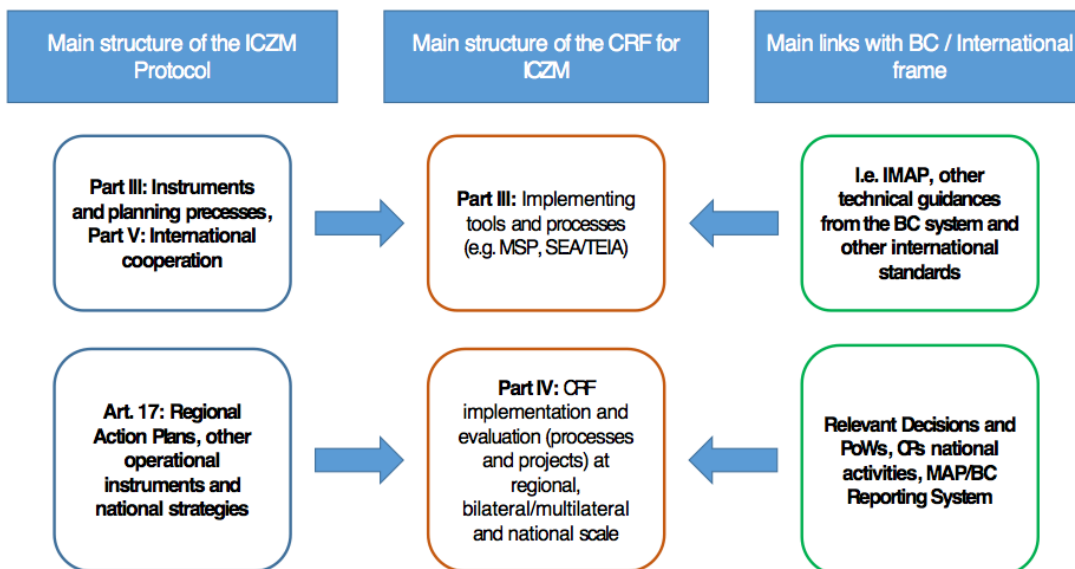 Main structure of the ICZM
Protocol
Main structure of the CRF for
ICZM
Main links with BC / International
frame
Part III: Instruments
and planning precesses,
Part V: International
cooperation
Part III: Implementing
tools and processes
(e.g. MSP, SEA/TEIA)
I.e. IMAP, other
technical guidances
from the BC system and
other international
standards
Art. 17: Regional
Action Plans, other
operational
instruments and
national strategies
Part IV: CRF
implementation and
evaluation (processes
and projects) at
regional,
bilateral/multilateral
and national scale
Relevant Decisions and
PoWs, CPs national
activities, MAP/BC
Reporting System